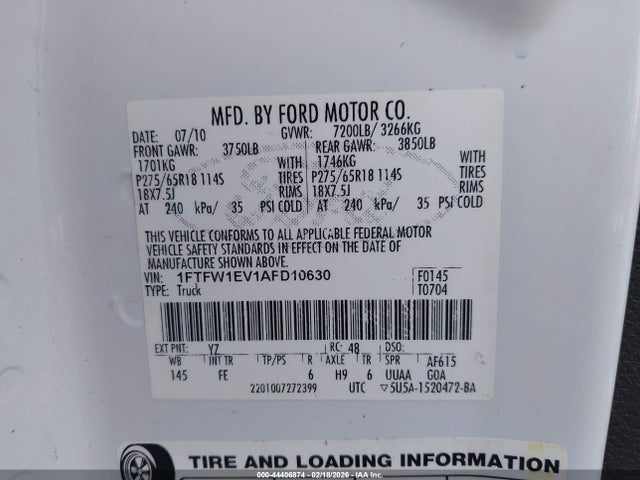 MFD. BY FORD MOTOR CO.
DATE: 07/10 GVWR: 7200LB/ 3266KG
FRONT GAWR: 3750LB REAR GAWR: 3850LB
1701KG WITH 1746KG WITH
P275/65R18 114S TIRES P275/65R18 114S TIRES
18X7.5J RIMS 18X7.5J RIMS
AT 240 kPa/ 35 PSI COLD AT 240 kPa/ 35 PSI COLD
THIS VEHICLE CONFORMS TO ALL APPLICABLE FEDERAL MOTOR
VEHICLE SAFETY STANDARDS IN EFFECT ON THE DATE OF
MANUFACTURE SHOWN ABOVE.
VIN: 1FTFW1EV1AFD10630 F0145
TYPE: Truck T0704
EXT PNT: YZ RC: 48 DSO:
WB INT TR TP/PS R AXLE TR SPR AF615
145 FE 6 H9 6 UUAA GOA
2201007272399 UTC 5U5A-1520472-BA
TIRE AND LOADING INFORMATION
© IAA - 44406874 - 02/18/2026 - 05:50 PM